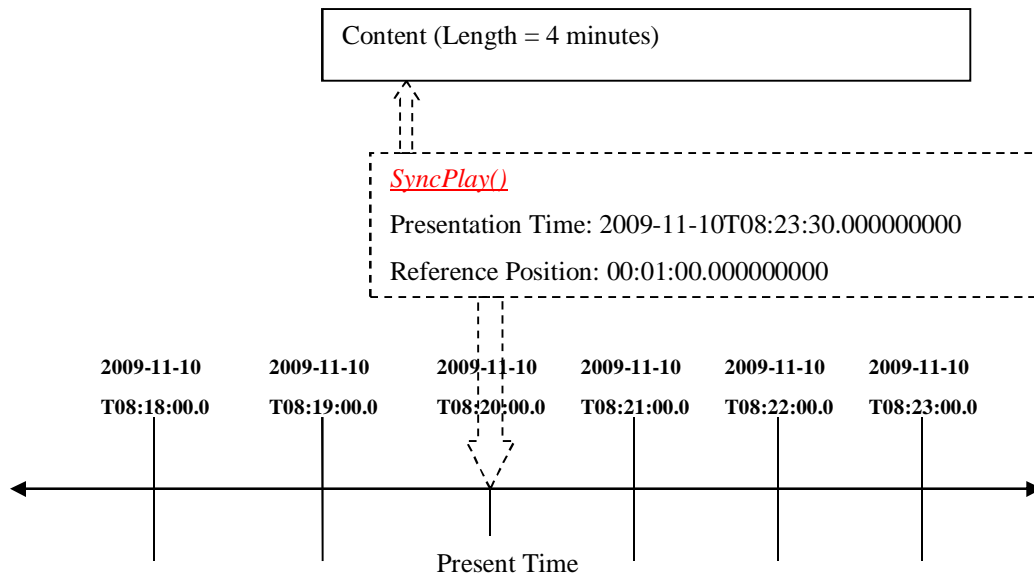 Content (Length = 4 minutes)
SyncPlay()
Presentation Time: 2009-11-10T08:23:30.000000000
Reference Position: 00:01:00.000000000
2009-11-10 2009-11-10 2009-11-10 2009-11-10 2009-11-10 2009-11-10
T08:18:00.0 T08:19:00.0 T08:20:00.0 T08:21:00.0 T08:22:00.0 T08:23:00.0
Present Time